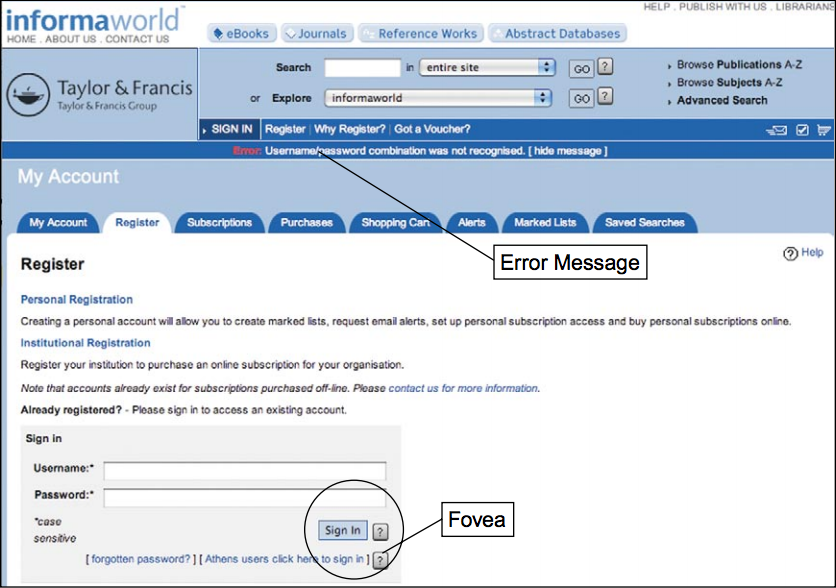 informaworld™
HELP . PUBLISH WITH US . LIBRARIANS
HOME . ABOUT US . CONTACT US
eBooks Journals Reference Works Abstract Databases
Taylor & Francis
Taylor & Francis Group
Search in entire site GO ?
or Explore informaworld GO ?
Browse Publications A-Z
Browse Subjects A-Z
Advanced Search
SIGN IN Register | Why Register? | Got a Voucher?
Error: Username/password combination was not recognised. [ hide message ]
My Account
My Account Register Subscriptions Purchases Shopping Cart Alerts Marked Lists Saved Searches
Error Message
? Help
Register
Personal Registration
Creating a personal account will allow you to create marked lists, request email alerts, set up personal subscription access and buy personal subscriptions online.
Institutional Registration
Register your institution to purchase an online subscription for your organisation.
Note that accounts already exist for subscriptions purchased off-line. Please contact us for more information.
Already registered? - Please sign in to access an existing account.
Sign in
Username:*
Password:*
*case
sensitive
Sign In ?
Fovea
[ forgotten password? ] [ Athens users click here to sign in ] ?